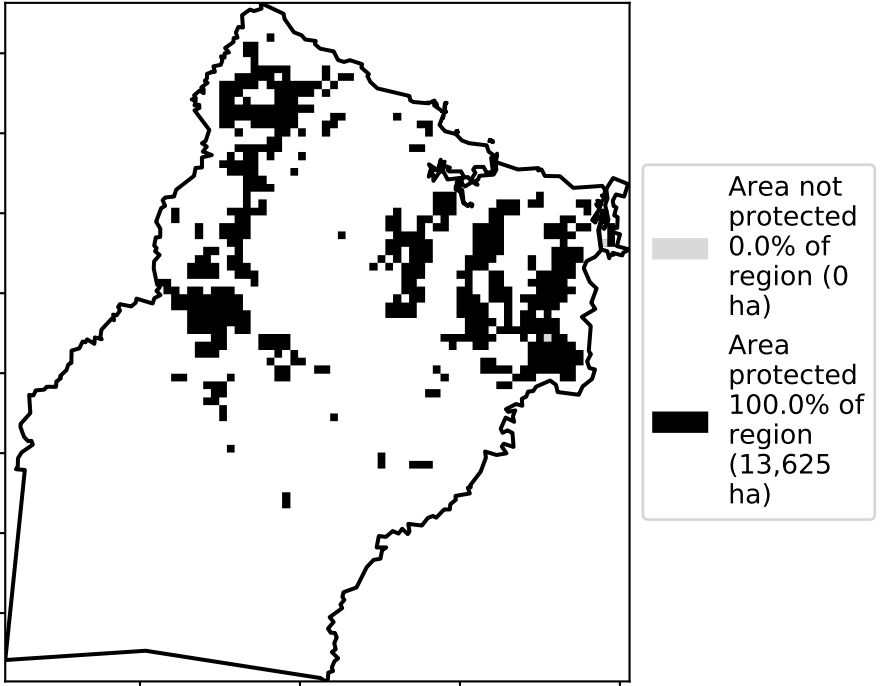 Area not
protected
0.0% of
region (0
ha)
Area
protected
100.0% of
region
(13,625
ha)